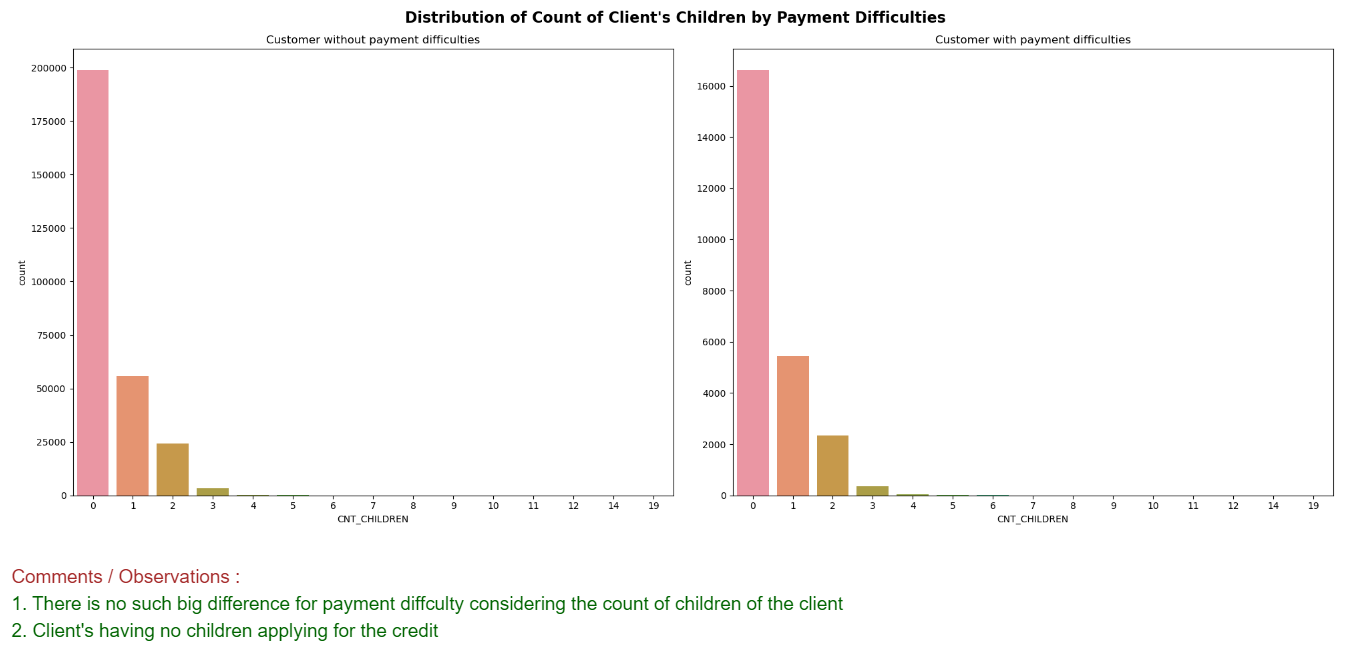 Distribution of Count of Client's Children by Payment Difficulties
Customer without payment difficulties
200000
175000
150000
125000
100000
75000
50000
25000
0
count
0 1 2 3 4 5 6 7 8 9 10 11 12 14 19
CNT_CHILDREN
Customer with payment difficulties
16000
14000
12000
10000
8000
6000
4000
2000
0
count
0 1 2 3 4 5 6 7 8 9 10 11 12 14 19
CNT_CHILDREN
Comments / Observations :
1. There is no such big difference for payment diffculty considering the count of children of the client
2. Client's having no children applying for the credit